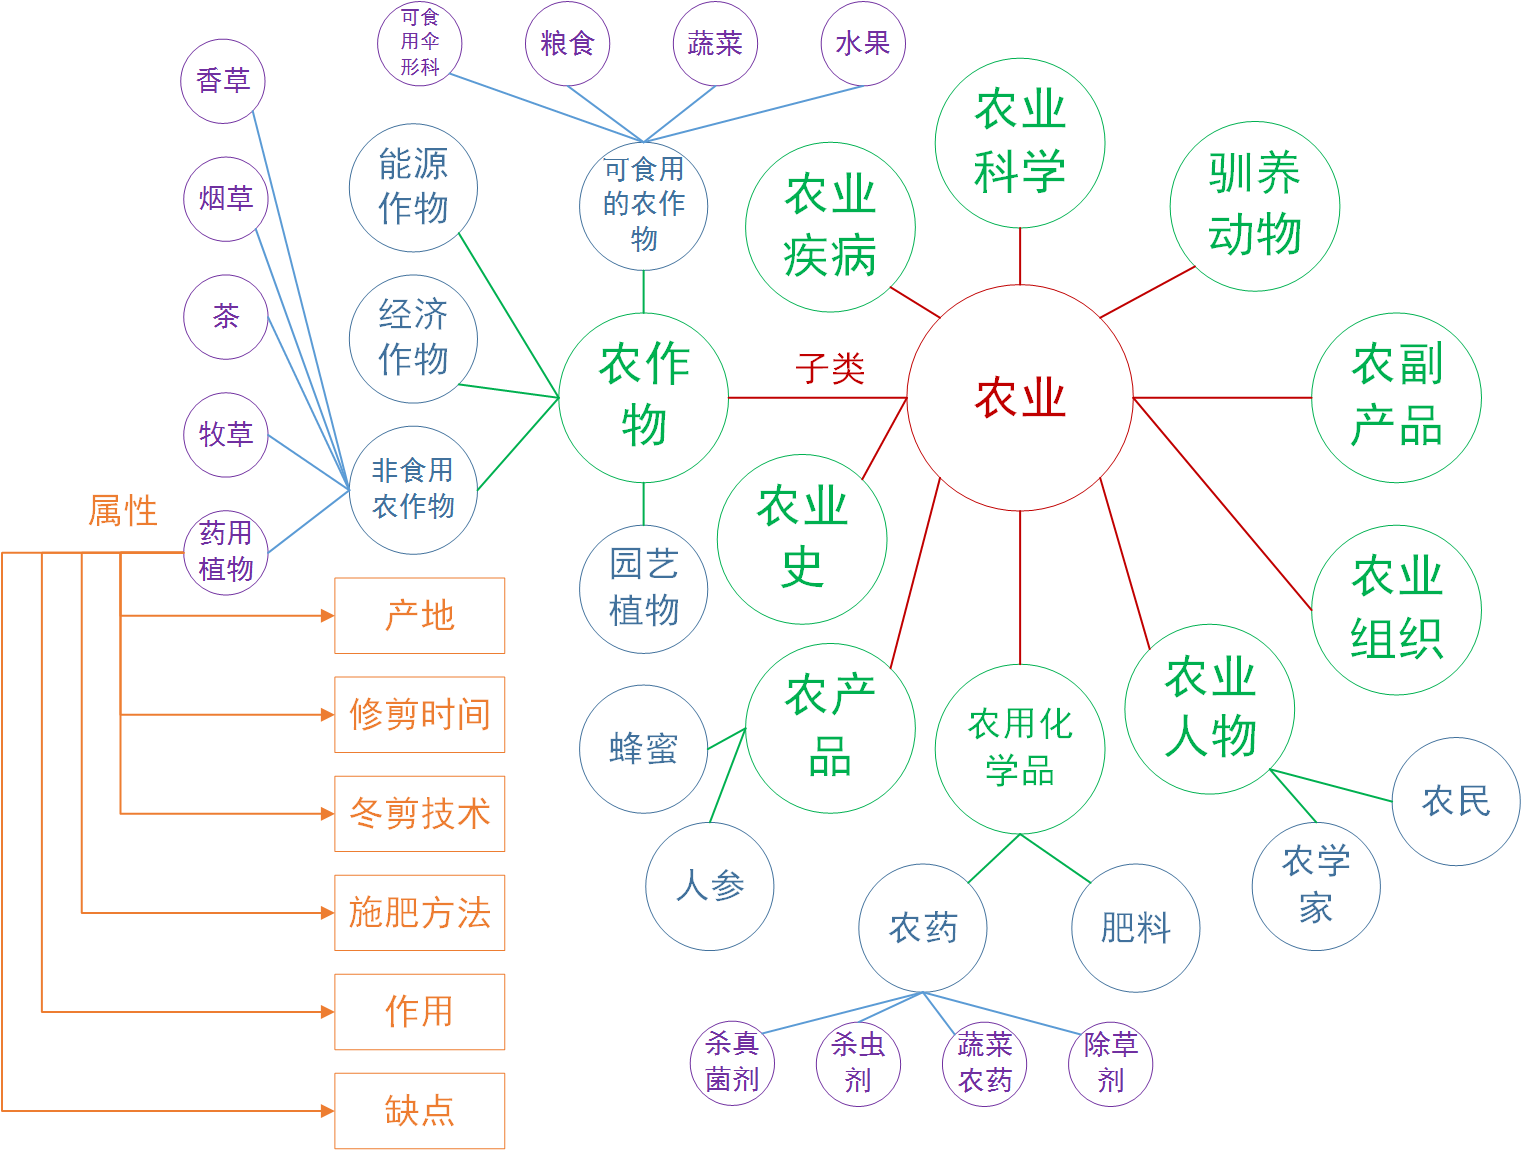 可食
用伞
形科
粮食
蔬菜
水果
香草
烟草
茶
牧草
药用
植物
能源
作物
经济
作物
非食用
农作物
可食用
的农作
物
农作
物
园艺
植物
子类
农业
农业
疾病
农业
科学
驯养
动物
农副
产品
农业
组织
农业
人物
农民
农学
家
农用化
学品
农药
肥料
杀真
菌剂
杀虫
剂
蔬菜
农药
除草
剂
农业
史
农产
品
蜂蜜
人参
属性
产地
修剪时间
冬剪技术
施肥方法
作用
缺点